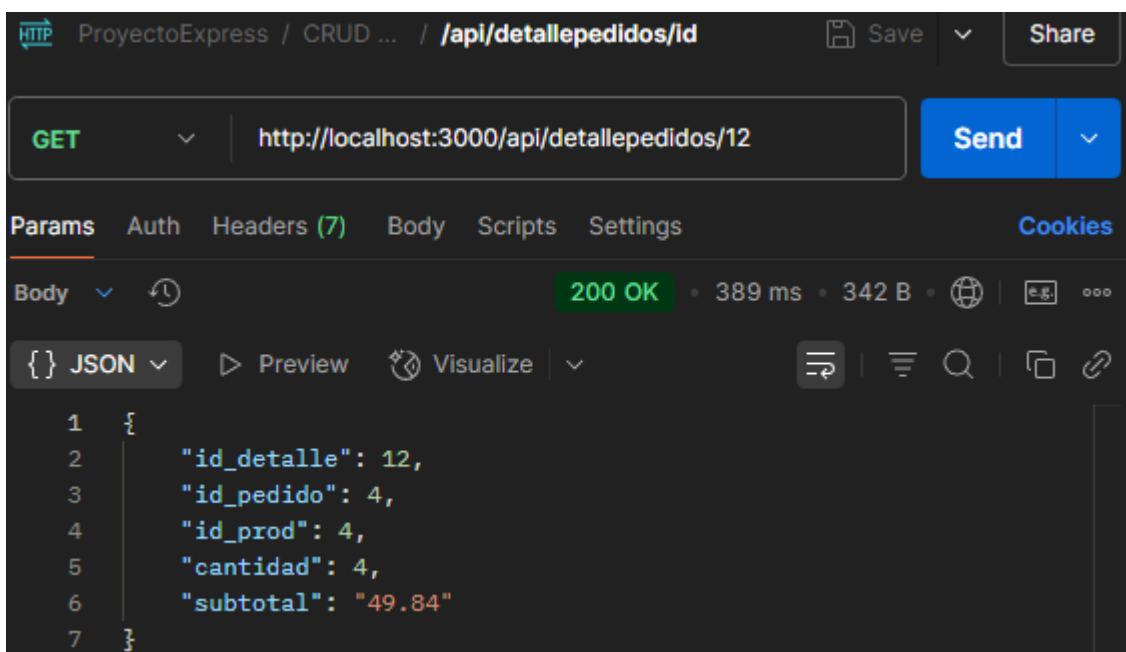 HTTP ProyectoExpress / CRUD ... / /api/detallepedidos/id Save Share
GET http://localhost:3000/api/detallepedidos/12 Send
Params Auth Headers (7) Body Scripts Settings Cookies
Body 200 OK • 389 ms • 342 B • e.g.
{} JSON Preview Visualize
1 {
2 "id_detalle": 12,
3 "id_pedido": 4,
4 "id_prod": 4,
5 "cantidad": 4,
6 "subtotal": "49.84"
7 }